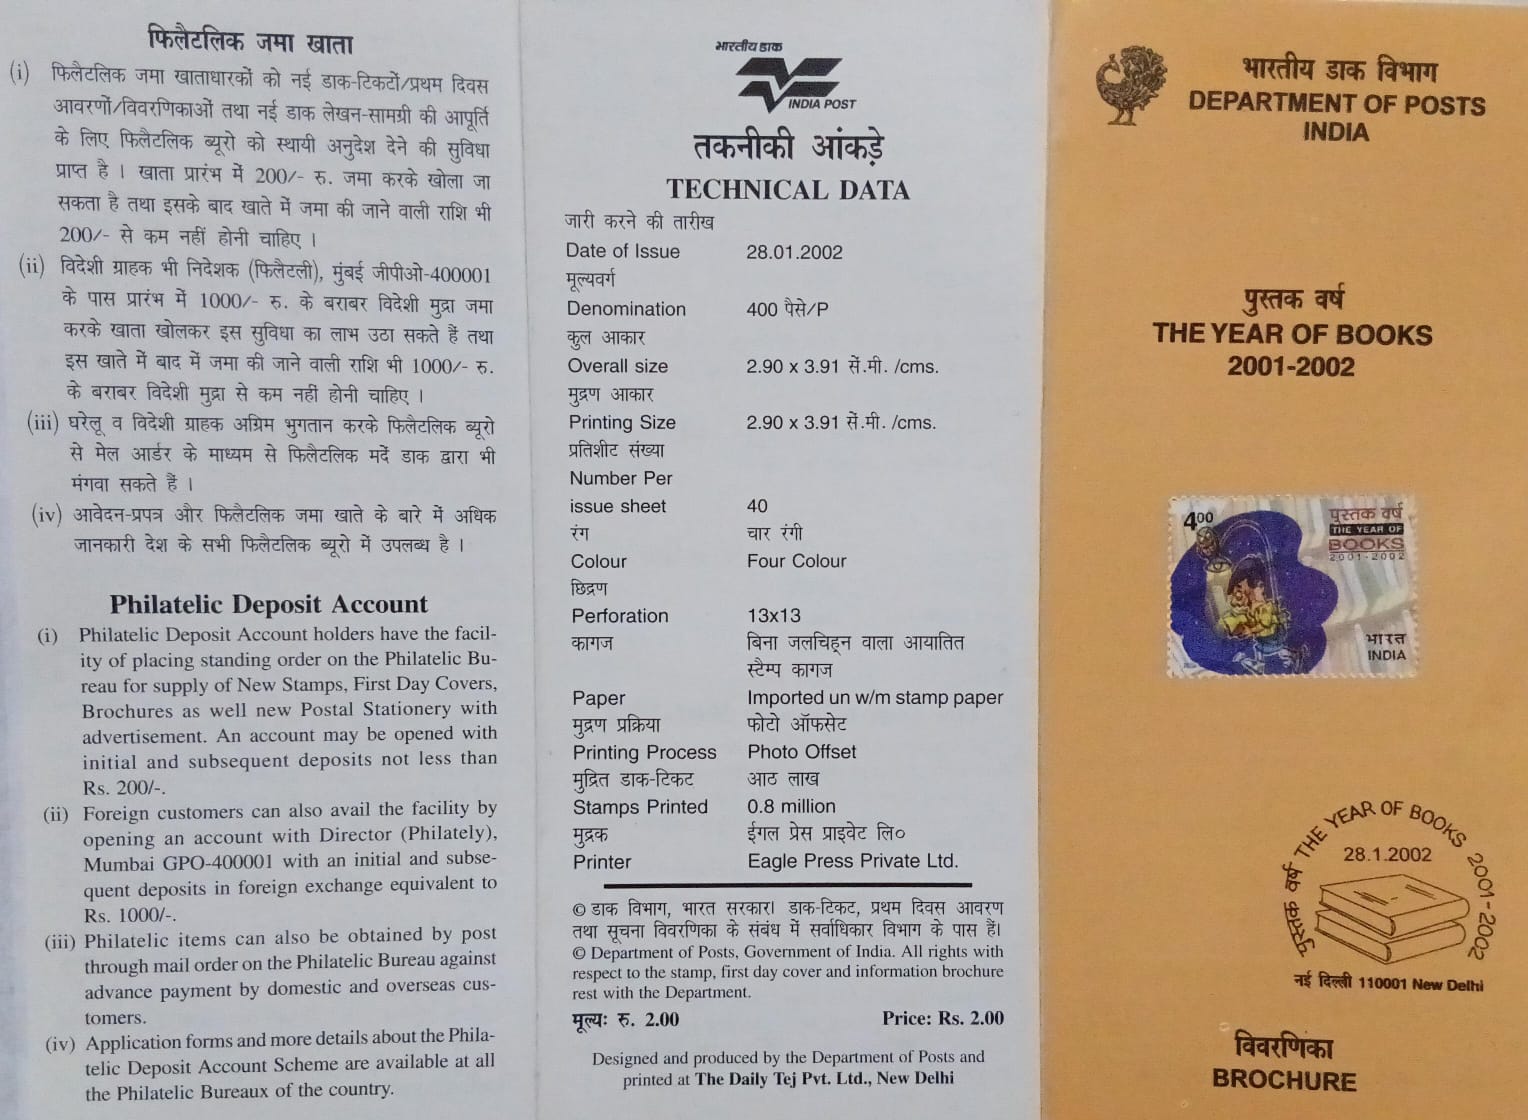 फिलैटलिक जमा खाता
(i) फिलैटलिक जमा खाताधारकों को नई डाक-टिकटों/प्रथम दिवस
आवरणों/विवरणिकाओं तथा नई डाक लेखन-सामग्री की आपूर्ति
के लिए फिलैटलिक ब्यूरो को स्थायी अनुदेश देने की सुविधा
प्राप्त है । खाता प्रारंभ में 200/- रु. जमा करके खोला जा
सकता है तथा इसके बाद खाते में जमा की जाने वाली राशि भी
200/- से कम नहीं होनी चाहिए ।
(ii) विदेशी ग्राहक भी निदेशक (फिलैटली), मुंबई जीपीओ-400001
के पास प्रारंभ में 1000/- रु. के बराबर विदेशी मुद्रा जमा
करके खाता खोलकर इस सुविधा का लाभ उठा सकते हैं तथा
इस खाते में बाद में जमा की जाने वाली राशि भी 1000/- रु.
के बराबर विदेशी मुद्रा से कम नहीं होनी चाहिए ।
(iii) घरेलू व विदेशी ग्राहक अग्रिम भुगतान करके फिलैटलिक ब्यूरो
से मेल आर्डर के माध्यम से फिलैटलिक मदें डाक द्वारा भी
मंगवा सकते हैं ।
(iv) आवेदन-प्रपत्र और फिलैटलिक जमा खाते के बारे में अधिक
जानकारी देश के सभी फिलैटलिक ब्यूरो में उपलब्ध है ।
Philatelic Deposit Account
(i) Philatelic Deposit Account holders have the facil-
ity of placing standing order on the Philatelic Bu-
reau for supply of New Stamps, First Day Covers,
Brochures as well new Postal Stationery with
advertisement. An account may be opened with
initial and subsequent deposits not less than
Rs. 200/-.
(ii) Foreign customers can also avail the facility by
opening an account with Director (Philately),
Mumbai GPO-400001 with an initial and subse-
quent deposits in foreign exchange equivalent to
Rs. 1000/-.
(iii) Philatelic items can also be obtained by post
through mail order on the Philatelic Bureau against
advance payment by domestic and overseas cus-
tomers.
(iv) Application forms and more details about the Phila-
telic Deposit Account Scheme are available at all
the Philatelic Bureaux of the country.
भारतीय डाक
INDIA POST
तकनीकी आंकड़े
TECHNICAL DATA
जारी करने की तारीख
Date of Issue 28.01.2002
मूल्यवर्ग
Denomination 400 पैसे/P
कुल आकार
Overall size 2.90 x 3.91 सें.मी. /cms.
मुद्रण आकार
Printing Size 2.90 x 3.91 सें.मी. /cms.
प्रतिशीट संख्या
Number Per
issue sheet 40
रंग चार रंगी
Colour Four Colour
छिद्रण
Perforation 13x13
कागज बिना जलचिह्न वाला आयातित
स्टैम्प कागज
Paper Imported un w/m stamp paper
मुद्रण प्रक्रिया फोटो ऑफसेट
Printing Process Photo Offset
मुद्रित डाक-टिकट आठ लाख
Stamps Printed 0.8 million
मुद्रक ईगल प्रेस प्राइवेट लि०
Printer Eagle Press Private Ltd.
© डाक विभाग, भारत सरकार। डाक-टिकट, प्रथम दिवस आवरण
तथा सूचना विवरणिका के संबंध में सर्वाधिकार विभाग के पास हैं।
© Department of Posts, Government of India. All rights with
respect to the stamp, first day cover and information brochure
rest with the Department.
मूल्यः रु. 2.00 Price: Rs. 2.00
Designed and produced by the Department of Posts and
printed at The Daily Tej Pvt. Ltd., New Delhi
भारतीय डाक विभाग
DEPARTMENT OF POSTS
INDIA
पुस्तक वर्ष
THE YEAR OF BOOKS
2001-2002
400
पुस्तक वर्ष
THE YEAR OF
BOOKS
2001-2002
भारत
INDIA
पुस्तक वर्ष THE YEAR OF BOOKS 2001-2002
28.1.2002
नई दिल्ली 110001 New Delhi
विवरणिका
BROCHURE